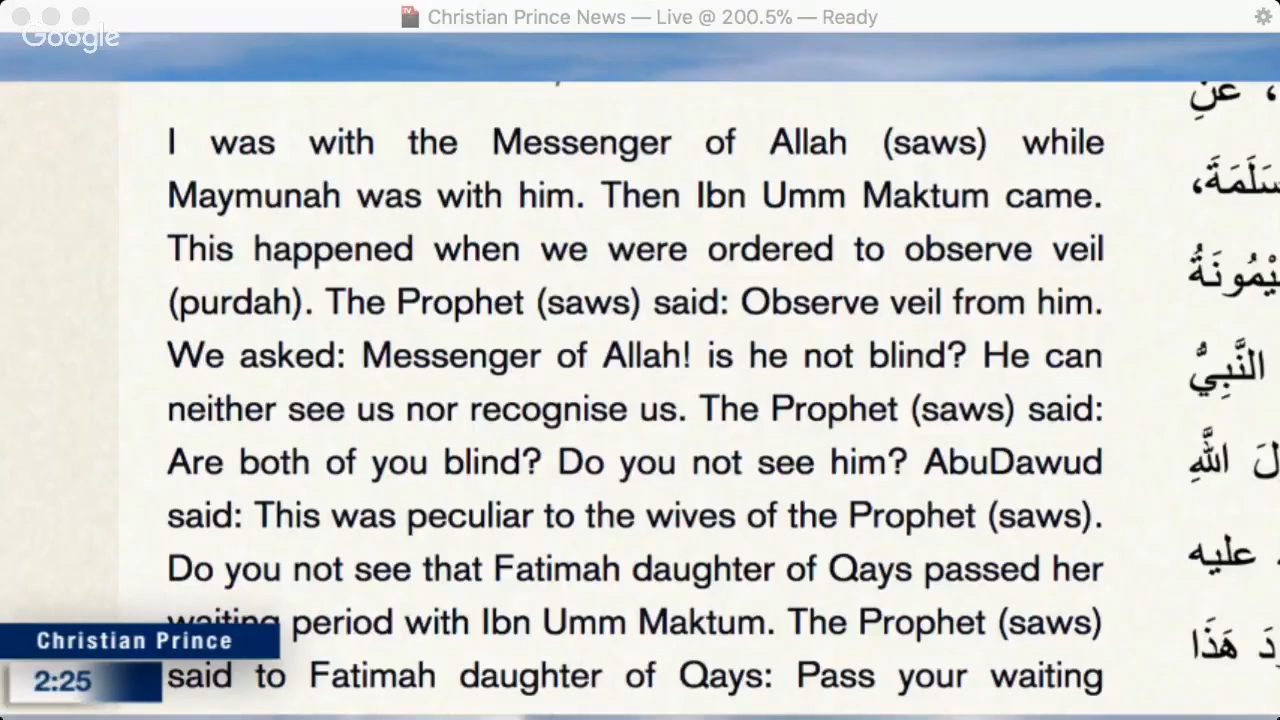 Christian Prince News — Live @ 200.5% — Ready
Google
I was with the Messenger of Allah (saws) while
Maymunah was with him. Then Ibn Umm Maktum came.
This happened when we were ordered to observe veil
(purdah). The Prophet (saws) said: Observe veil from him.
We asked: Messenger of Allah! is he not blind? He can
neither see us nor recognise us. The Prophet (saws) said:
Are both of you blind? Do you not see him? AbuDawud
said: This was peculiar to the wives of the Prophet (saws).
Do you not see that Fatimah daughter of Qays passed her
waiting period with Ibn Umm Maktum. The Prophet (saws)
said to Fatimah daughter of Qays: Pass your waiting
، عَنِ
سَلَمَةَ،
النَّبِيُّ
اللَّهِ
عليه
هَذَا
Christian Prince
2:25